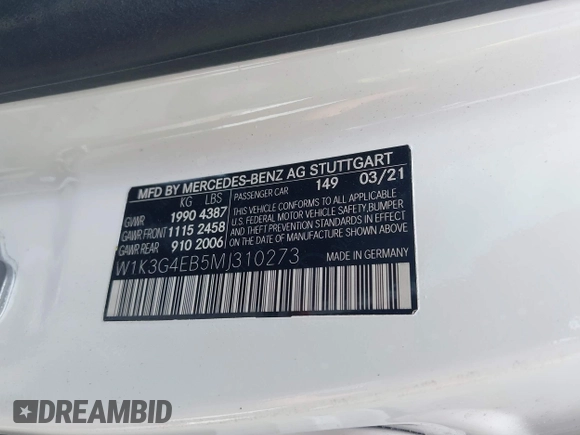 MFD BY MERCEDES-BENZ AG STUTTGART
KG LBS PASSENGER CAR 149 03/21
GVWR 1990 4387
GAWR FRONT 1115 2458
GAWR REAR 910 2006
THIS VEHICLE CONFORMS TO ALL APPLICABLE
U.S. FEDERAL MOTOR VEHICLE SAFETY, BUMPER
AND THEFT PREVENTION STANDARDS IN EFFECT
ON THE DATE OF MANUFACTURE SHOWN ABOVE.
W1K3G4EB5MJ310273
MADE IN GERMANY
DREAMBID